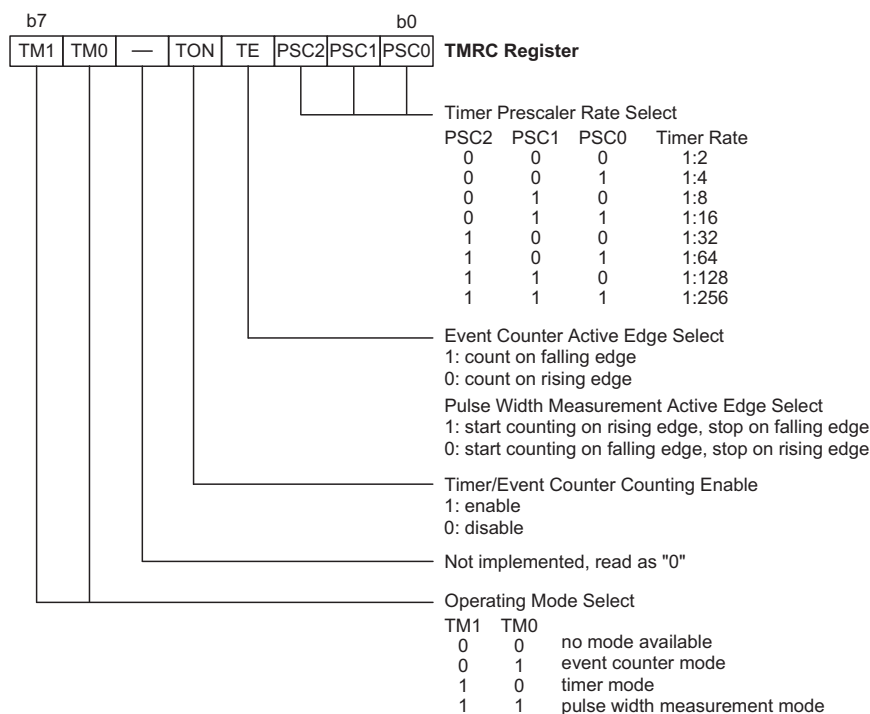 b7 b0
TM1 TM0 — TON TE PSC2 PSC1 PSC0 TMRC Register
Timer Prescaler Rate Select
PSC2 PSC1 PSC0 Timer Rate
0 0 0 1:2
0 0 1 1:4
0 1 0 1:8
0 1 1 1:16
1 0 0 1:32
1 0 1 1:64
1 1 0 1:128
1 1 1 1:256
Event Counter Active Edge Select
1: count on falling edge
0: count on rising edge
Pulse Width Measurement Active Edge Select
1: start counting on rising edge, stop on falling edge
0: start counting on falling edge, stop on rising edge
Timer/Event Counter Counting Enable
1: enable
0: disable
Not implemented, read as "0"
Operating Mode Select
TM1 TM0
0 0 no mode available
0 1 event counter mode
1 0 timer mode
1 1 pulse width measurement mode